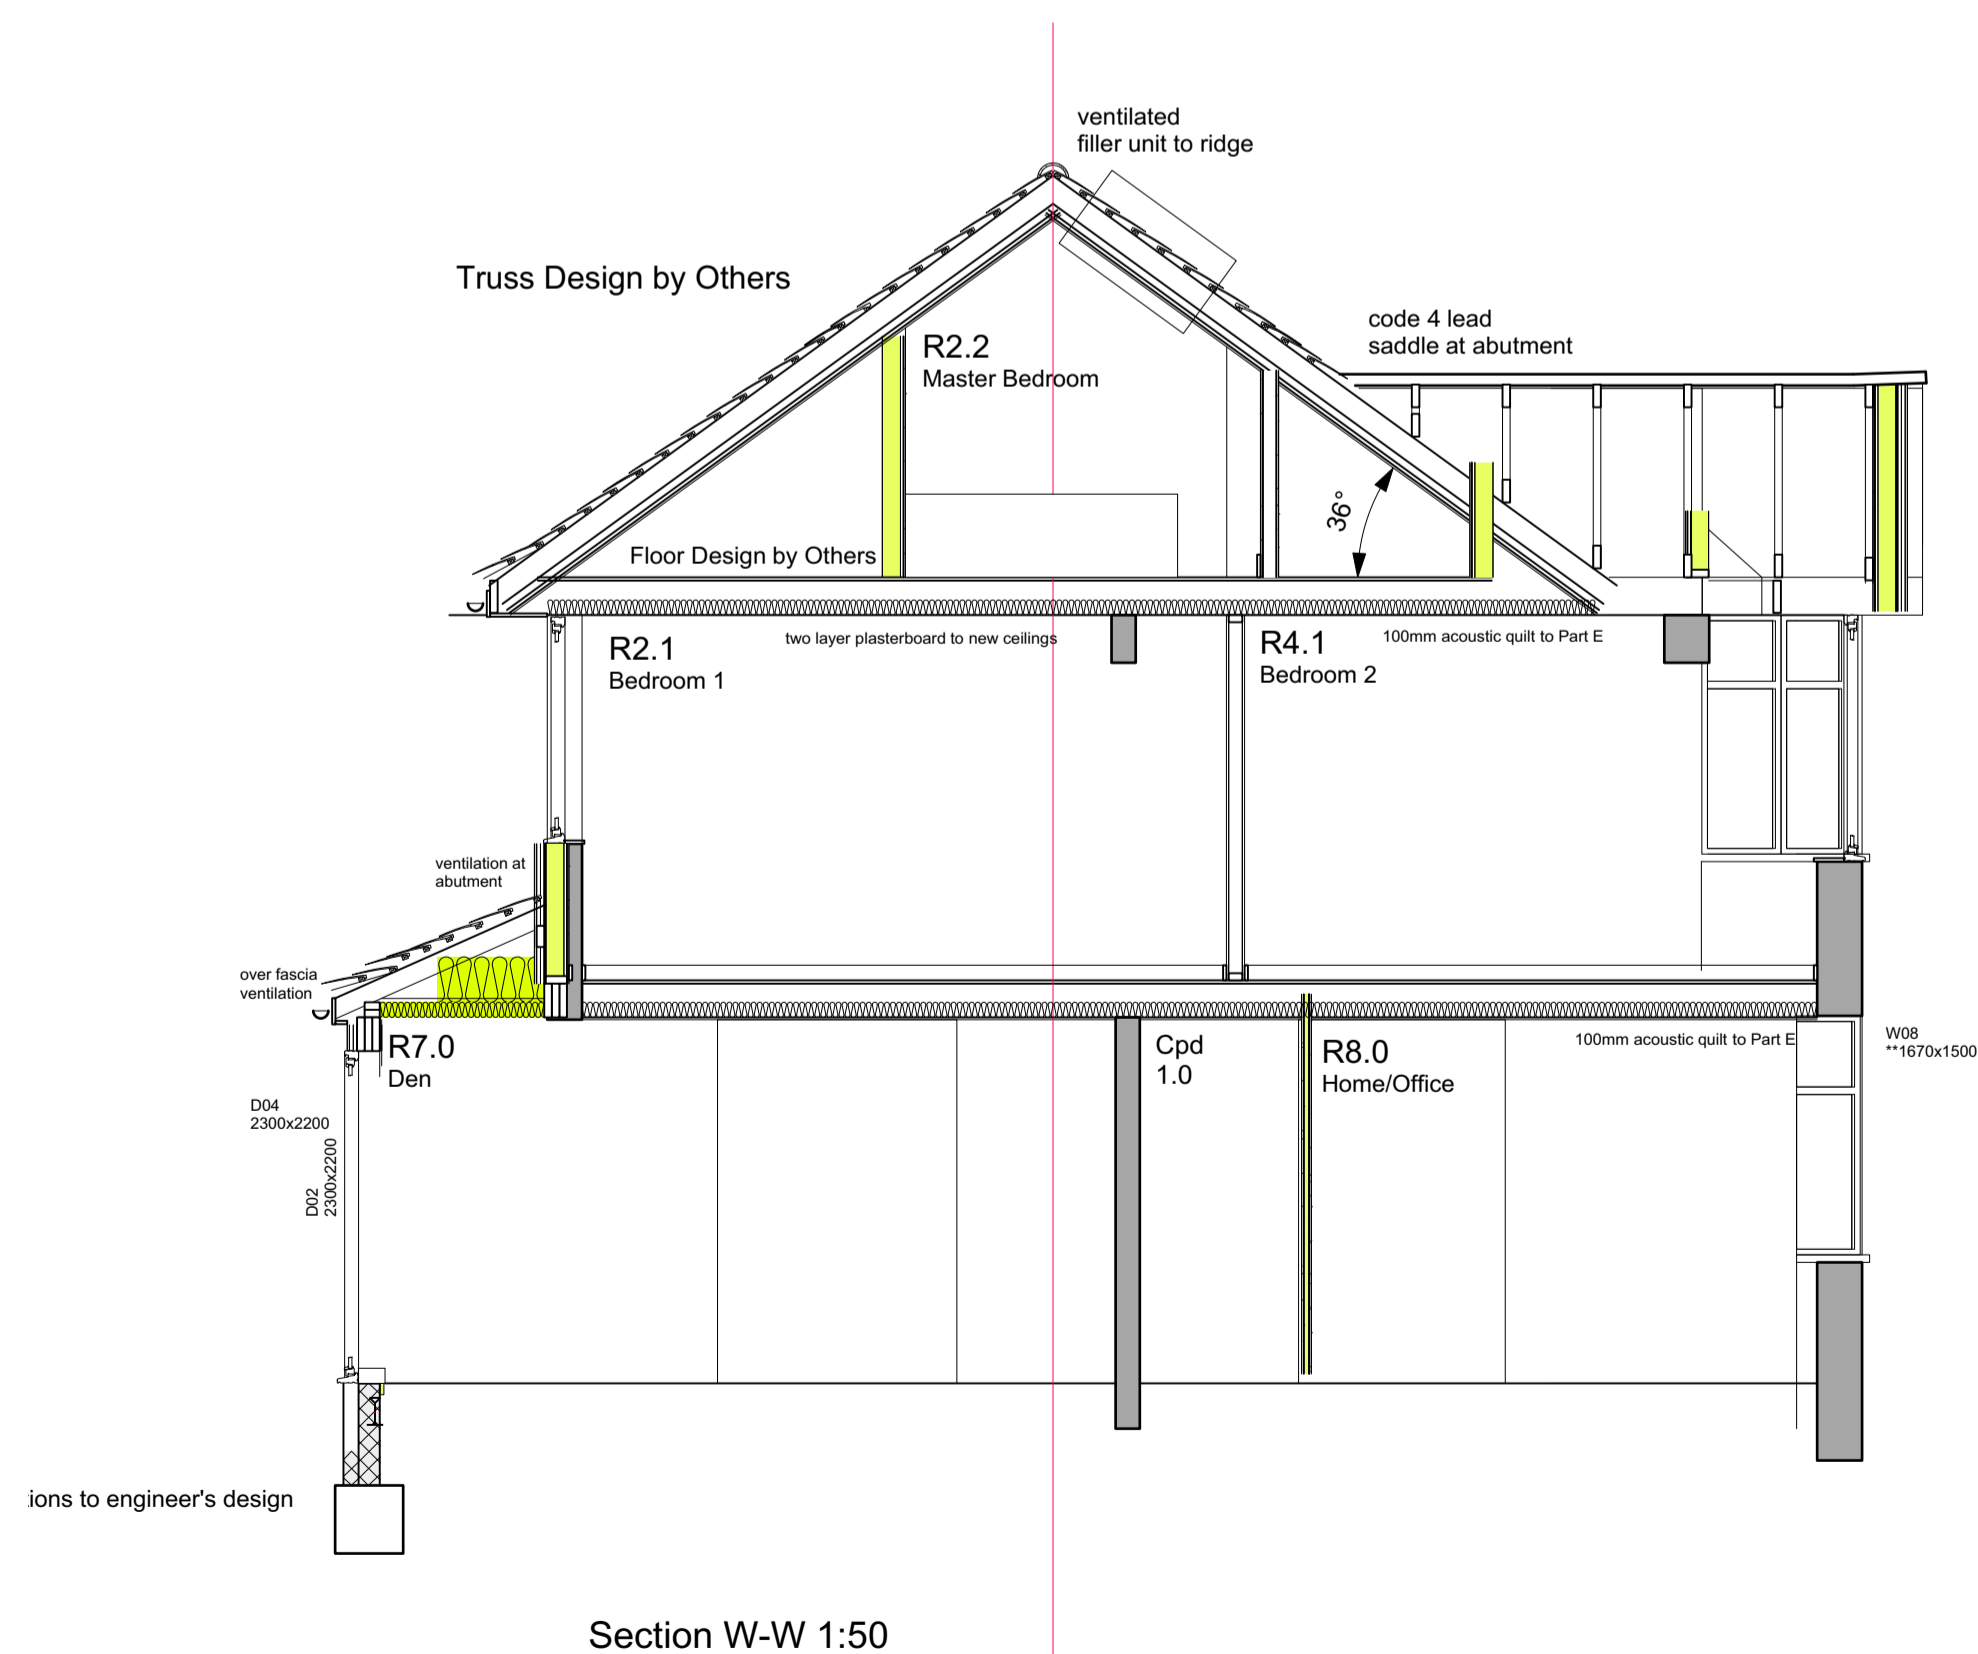 ventilated
filler unit to ridge
Truss Design by Others
code 4 lead
saddle at abutment
R2.2
Master Bedroom
36°
Floor Design by Others
two layer plasterboard to new ceilings
100mm acoustic quilt to Part E
R2.1
Bedroom 1
R4.1
Bedroom 2
ventilation at
abutment
over fascia
ventilation
R7.0
Den
Cpd
1.0
R8.0
Home/Office
100mm acoustic quilt to Part E
W08
**1670x1500
D04
2300x2200
D02
2300x2200
tions to engineer's design
Section W-W 1:50